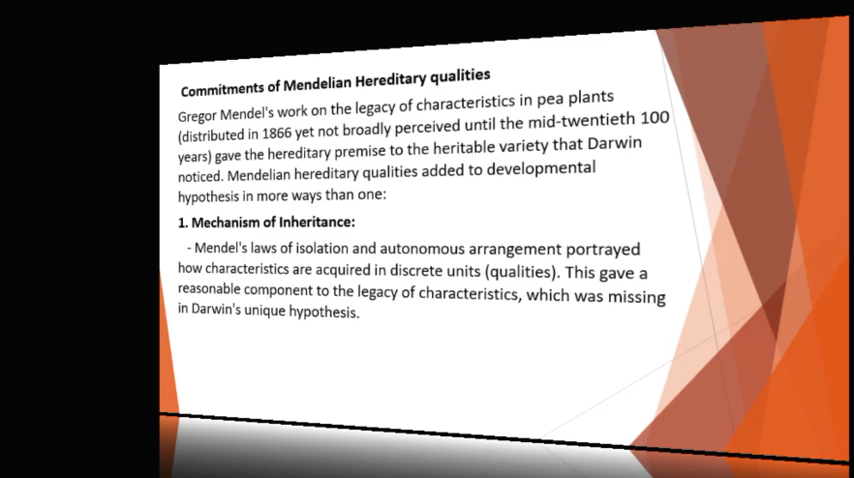 Commitments of Mendelian Hereditary qualities
Gregor Mendel's work on the legacy of characteristics in pea plants
(distributed in 1866 yet not broadly perceived until the mid-twentieth 100
years) gave the hereditary premise to the heritable variety that Darwin
noticed. Mendelian hereditary qualities added to developmental
hypothesis in more ways than one:
1. Mechanism of Inheritance:
- Mendel's laws of isolation and autonomous arrangement portrayed
how characteristics are acquired in discrete units (qualities). This gave a
reasonable component to the legacy of characteristics, which was missing
in Darwin's unique hypothesis.